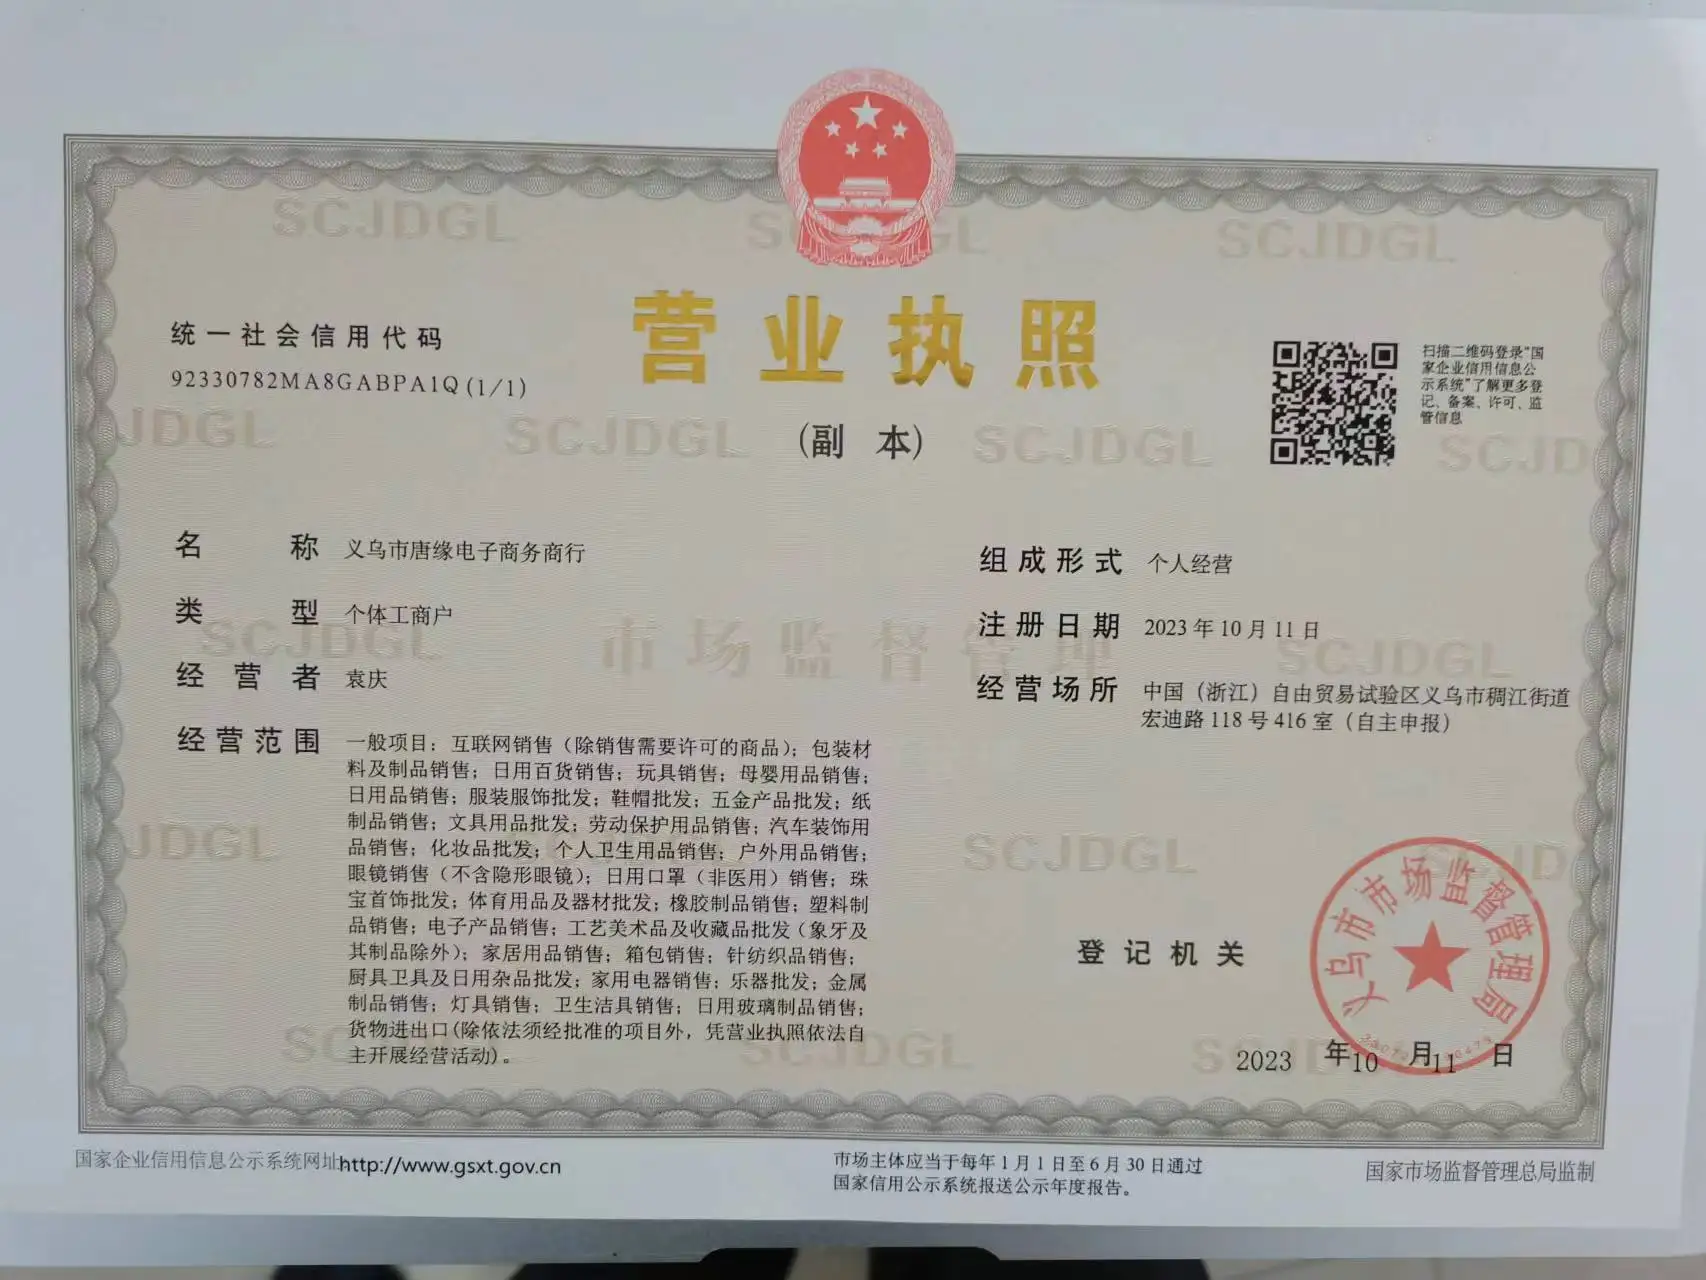 营业执照
(副 本)
统一社会信用代码
92330782MA8GABPA1Q(1/1)
扫描二维码登录“国
家企业信用信息公
示系统”了解更多登
记、备案、许可、监
管信息
名 称 义乌市唐缘电子商务商行
类 型 个体工商户
经 营 者 袁庆
经营范围 一般项目：互联网销售（除销售需要许可的商品）；包装材
料及制品销售；日用百货销售；玩具销售；母婴用品销售；
日用品销售；服装服饰批发；鞋帽批发；五金产品批发；纸
制品销售；文具用品批发；劳动保护用品销售；汽车装饰用
品销售；化妆品批发；个人卫生用品销售；户外用品销售；
眼镜销售（不含隐形眼镜）；日用口罩（非医用）销售；珠
宝首饰批发；体育用品及器材批发；橡胶制品销售；塑料制
品销售；电子产品销售；工艺美术品及收藏品批发（象牙及
其制品除外）；家居用品销售；箱包销售；针纺织品销售；
厨具卫具及日用杂品批发；家用电器销售；乐器批发；金属
制品销售；灯具销售；卫生洁具销售；日用玻璃制品销售；
货物进出口(除依法须经批准的项目外，凭营业执照依法自
主开展经营活动)。
组成形式 个人经营
注册日期 2023年10月11日
经营场所 中国（浙江）自由贸易试验区义乌市稠江街道
宏迪路118号416室（自主申报）
登记机关
义乌市市场监督管理局
2023 年10 月11 日
SCJDGL
市场监督管理
国家企业信用信息公示系统网址http://www.gsxt.gov.cn
市场主体应当于每年1月1日至6月30日通过
国家信用公示系统报送公示年度报告。
国家市场监督管理总局监制